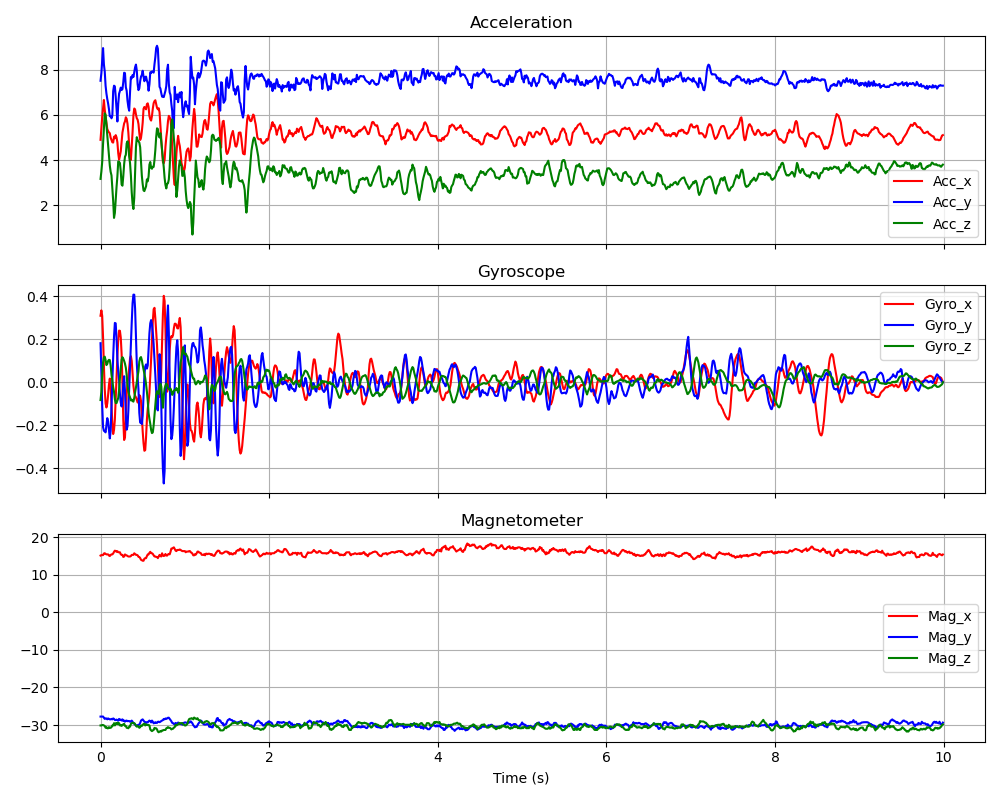 Acceleration
8
6
4
2
Acc_x
Acc_y
Acc_z
Gyroscope
0.4
0.2
0.0
−0.2
−0.4
Gyro_x
Gyro_y
Gyro_z
Magnetometer
20
10
0
−10
−20
−30
Mag_x
Mag_y
Mag_z
0 2 4 6 8 10
Time (s)